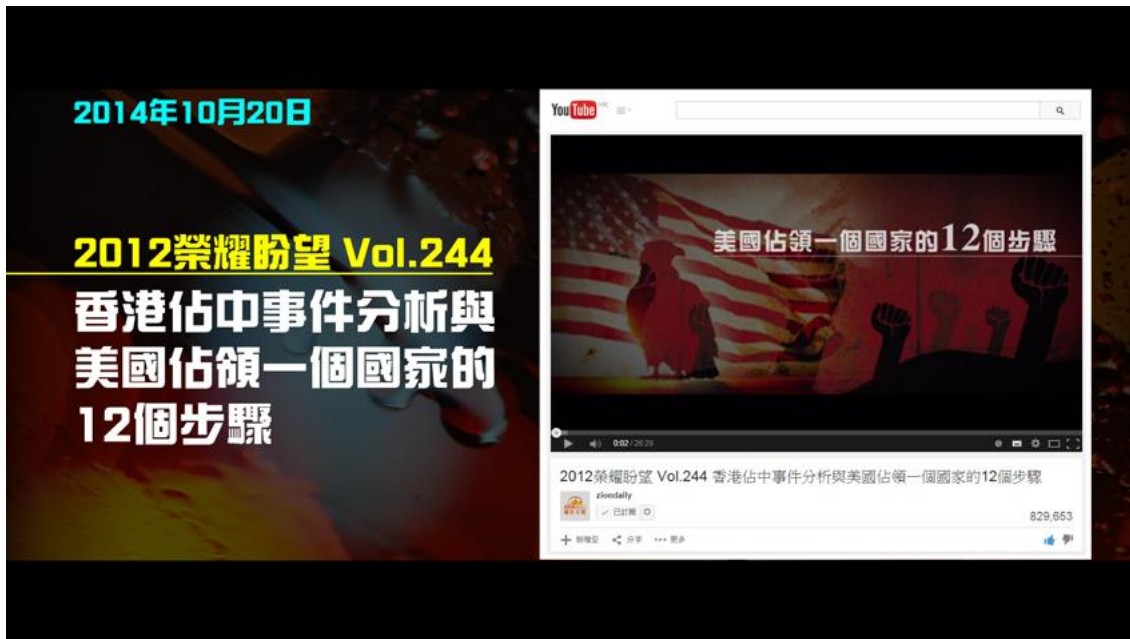 2014年10月20日
2012榮耀盼望 Vol.244
香港佔中事件分析與
美國佔領一個國家的
12個步驟
YouTube HK
美國佔領一個國家的12個步驟
0:02 / 26:29
2012榮耀盼望 Vol.244 香港佔中事件分析與美國佔領一個國家的12個步驟
ziondaily
已訂閱
829,653
新增至 分享 更多